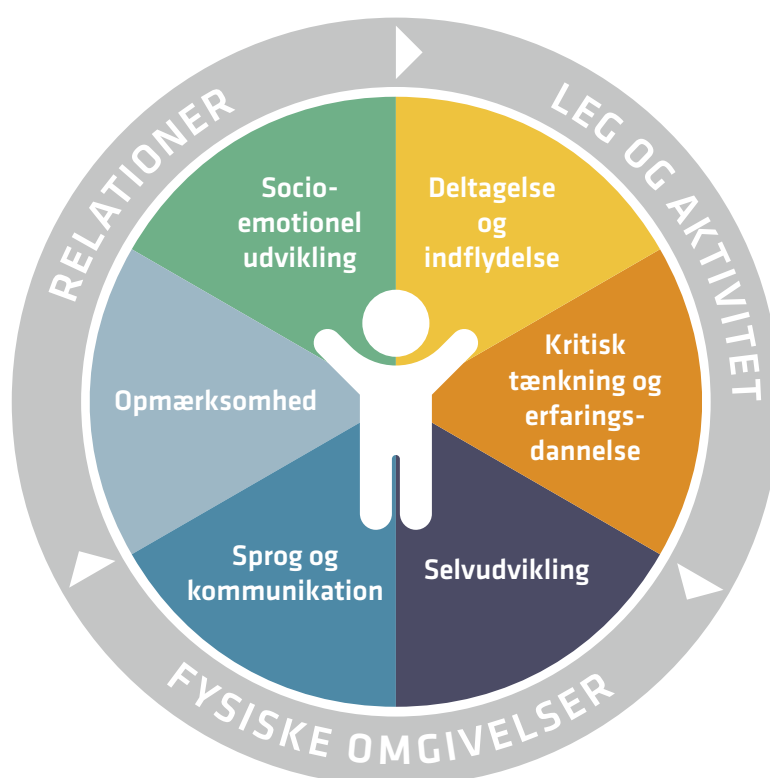 RELATIONER
LEG OG AKTIVITET
Socio-
emotionel
udvikling
Deltagelse
og
indflydelse
Opmærksomhed
Kritisk
tænkning og
erfarings-
dannelse
Sprog og
kommunikation
Selvudvikling
FYSISKE OMGIVELSER